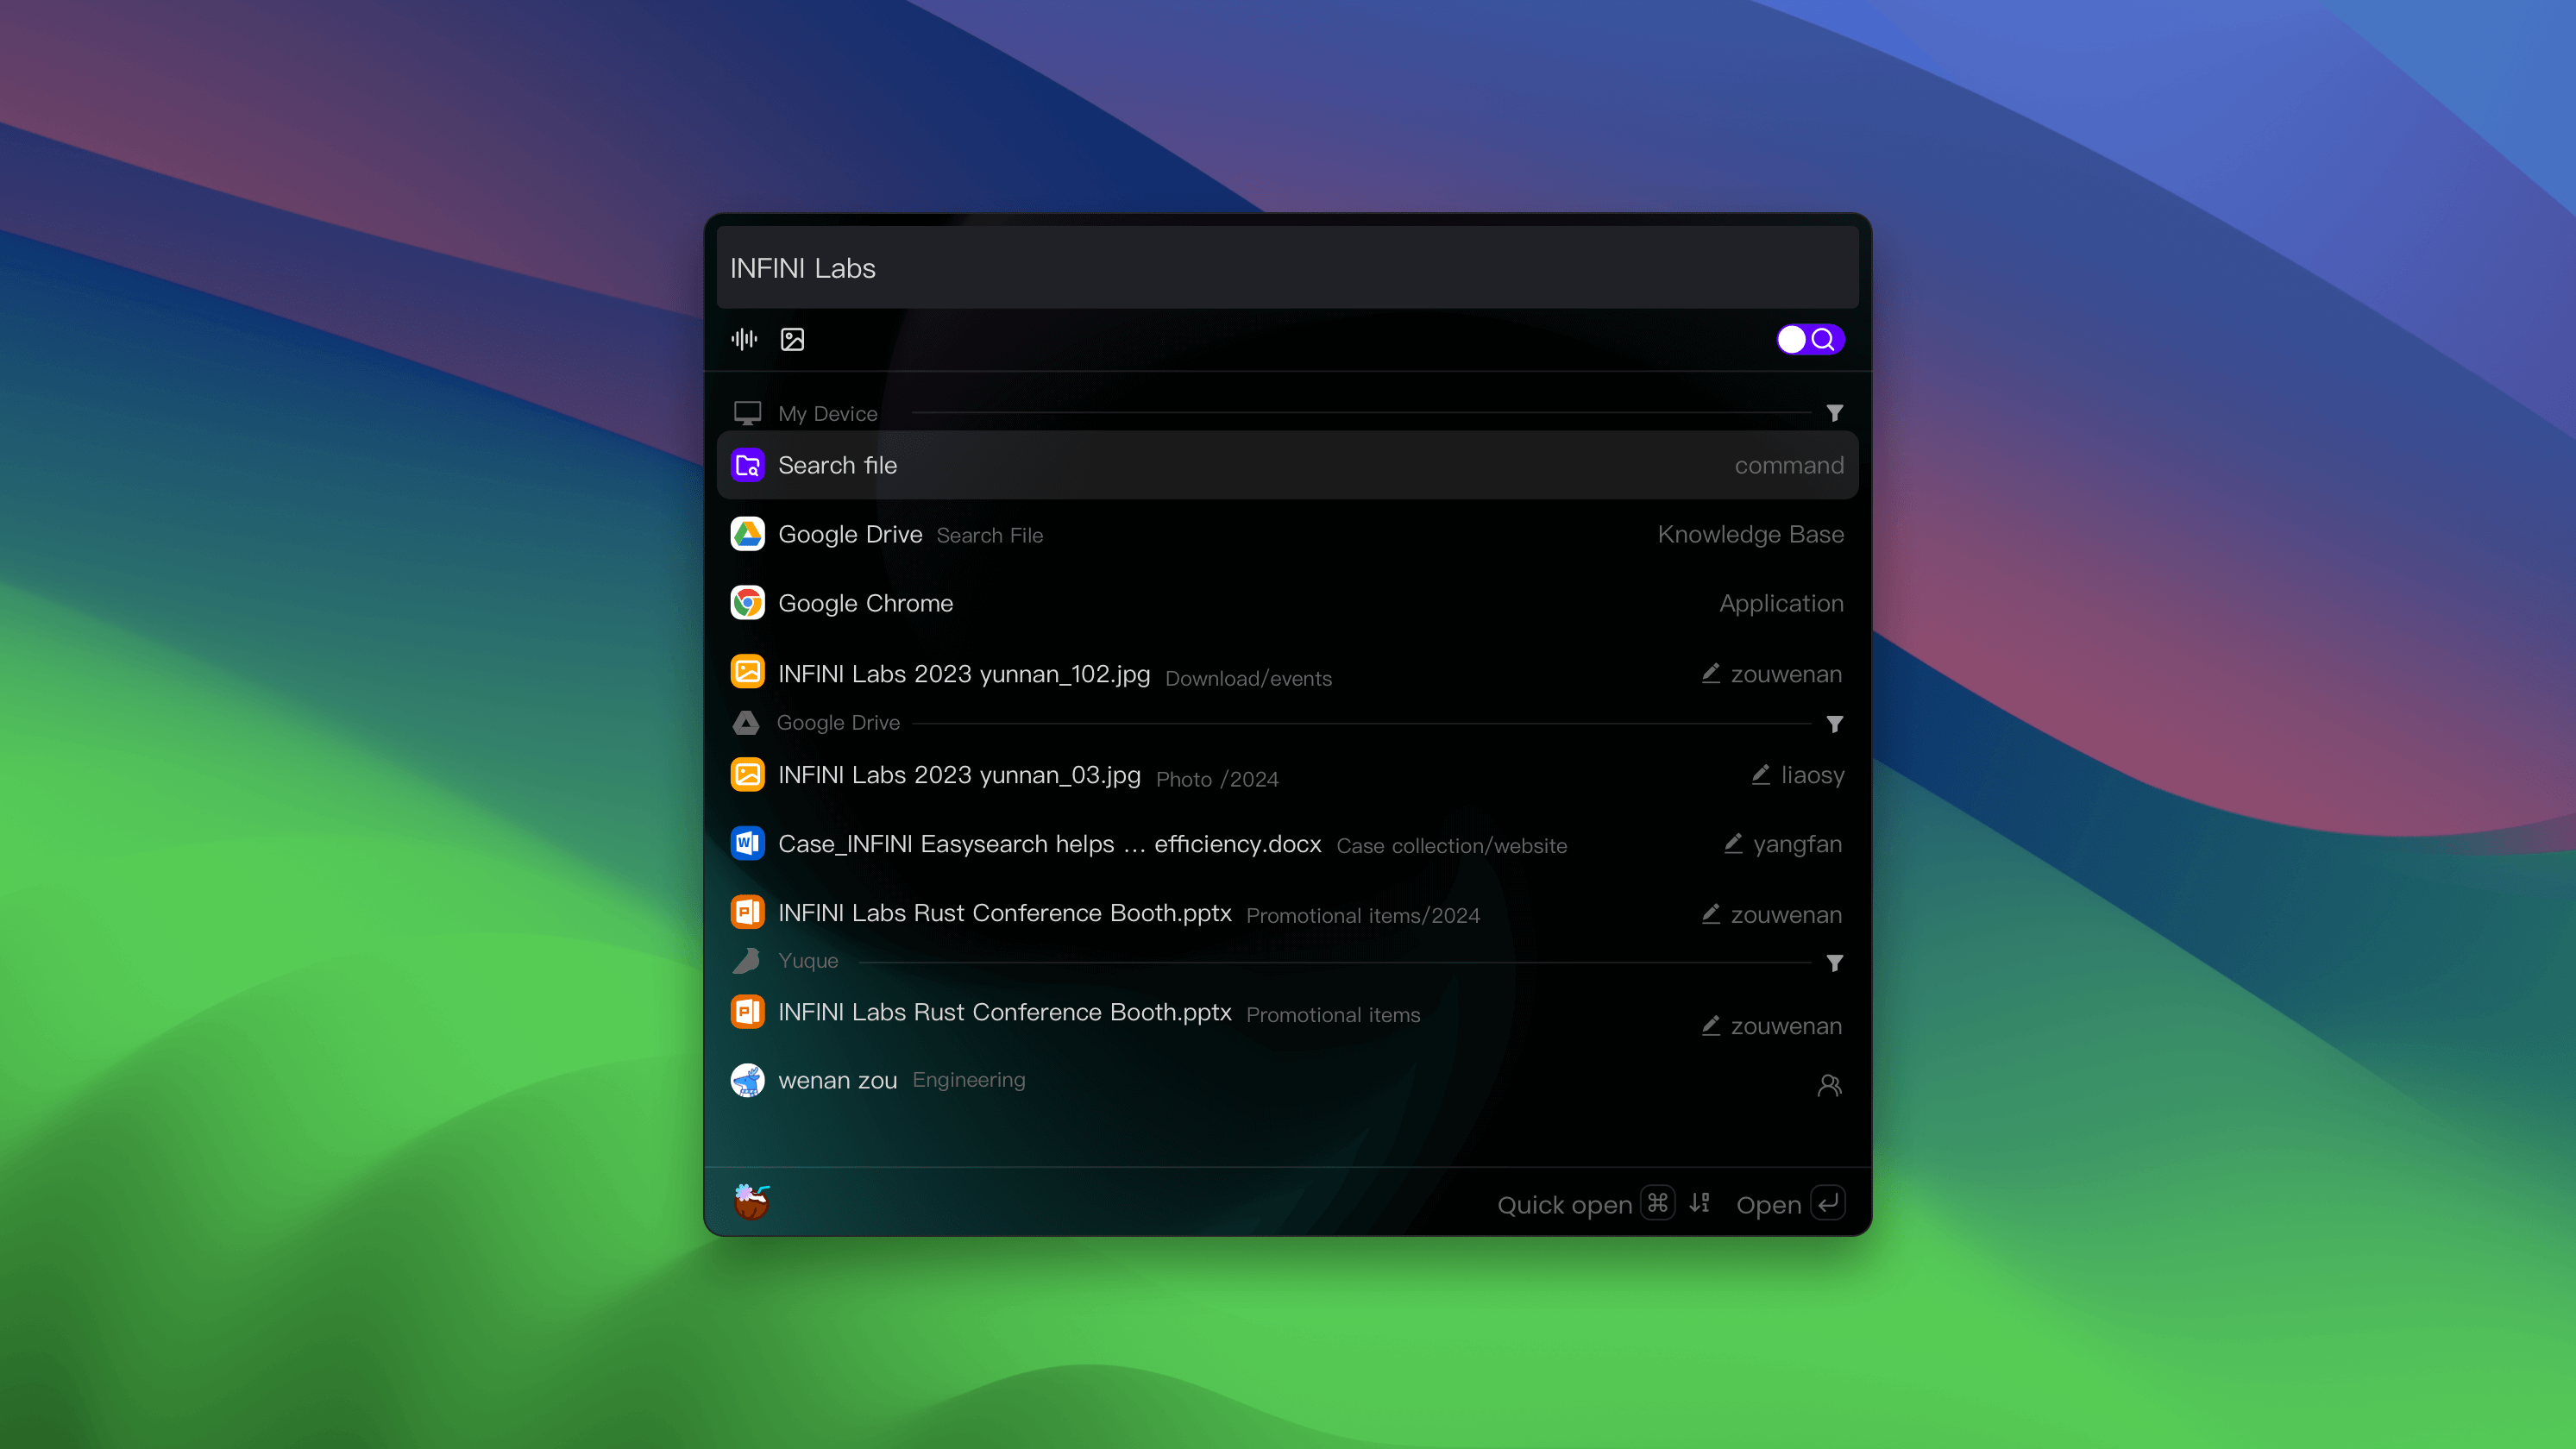 INFINI Labs
My Device
Search file command
Google Drive Search File Knowledge Base
Google Chrome Application
INFINI Labs 2023 yunnan_102.jpg Download/events zouwenan
Google Drive
INFINI Labs 2023 yunnan_03.jpg Photo /2024 liaosy
Case_INFINI Easysearch helps ... efficiency.docx Case collection/website yangfan
INFINI Labs Rust Conference Booth.pptx Promotional items/2024 zouwenan
Yuque
INFINI Labs Rust Conference Booth.pptx Promotional items zouwenan
wenan zou Engineering
Quick open ⌘ Open